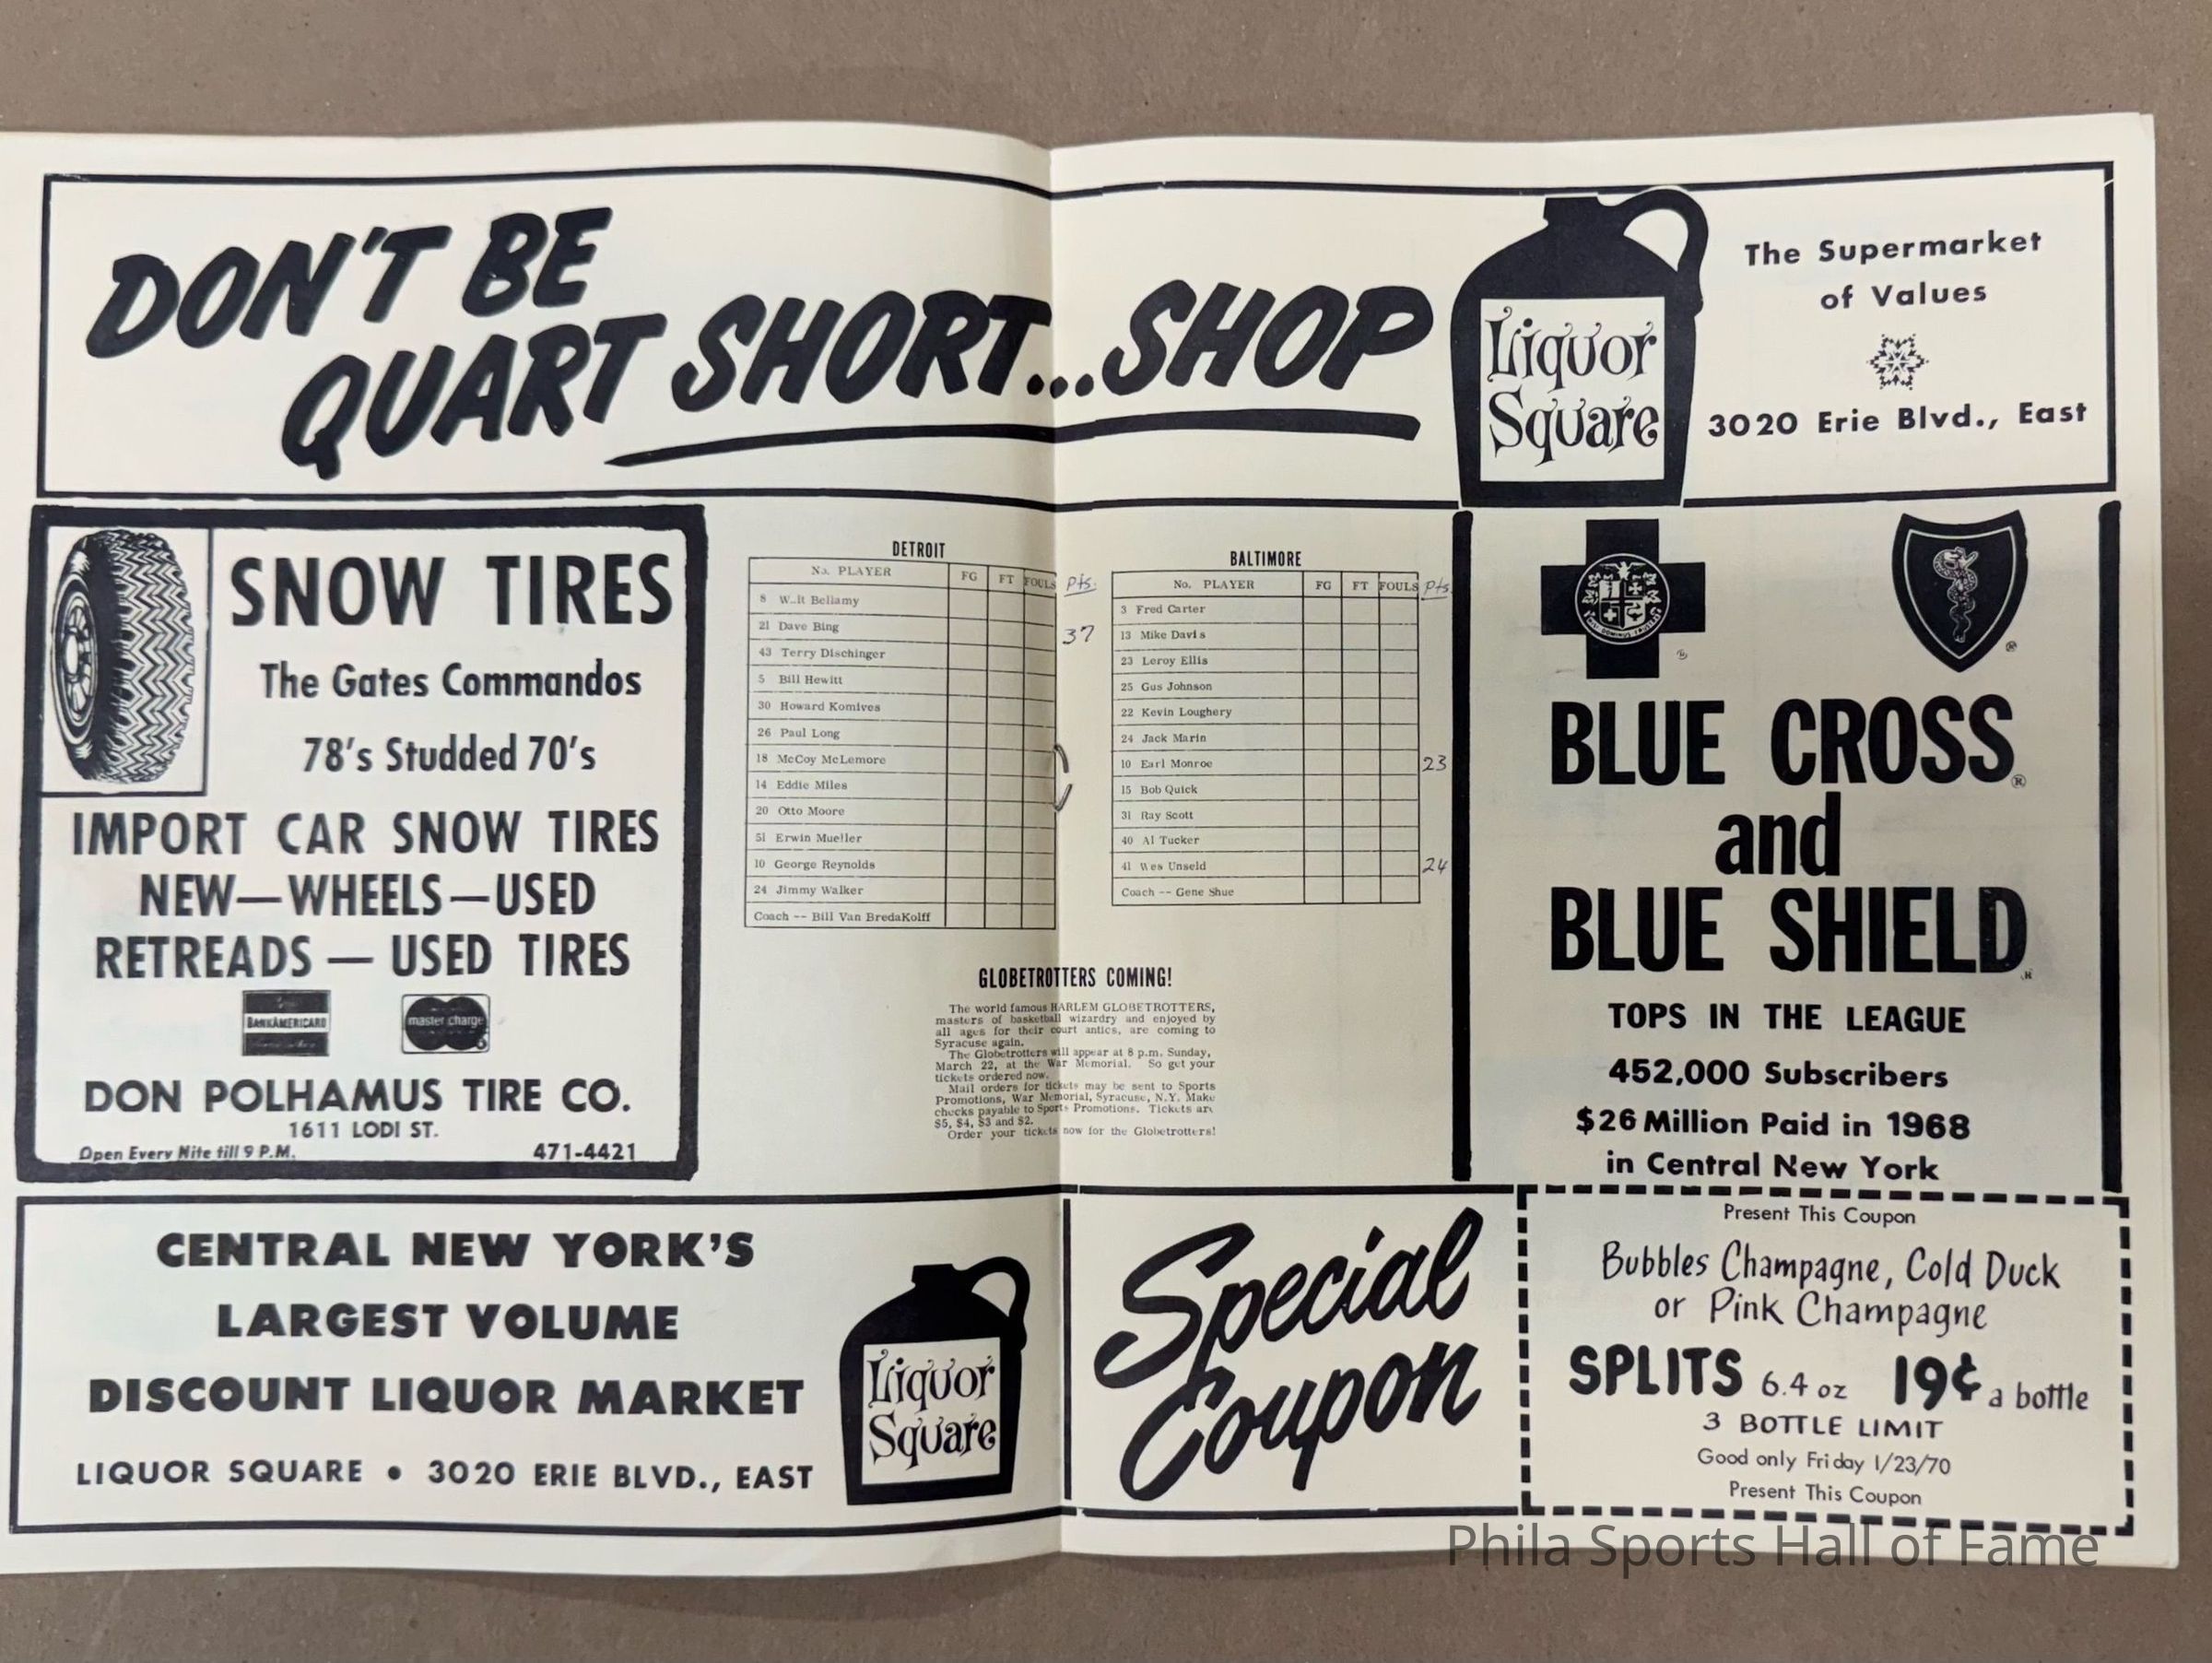 DON'T BE
QUART SHORT...SHOP
Liquor
Square
The Supermarket
of Values
3020 Erie Blvd., East
SNOW TIRES
The Gates Commandos
78's Studded 70's
IMPORT CAR SNOW TIRES
NEW—WHEELS—USED
RETREADS — USED TIRES
BANKAMERICARD
master charge
DON POLHAMUS TIRE CO.
1611 LODI ST.
Open Every Nite till 9 P.M. 471-4421
DETROIT
No. PLAYER FG FT FOULS Pts.
8 W..lt Bellamy
21 Dave Bing 37
43 Terry Dischinger
5 Bill Hewitt
30 Howard Komives
26 Paul Long
18 McCoy McLemore
14 Eddie Miles
20 Otto Moore
51 Erwin Mueller
10 George Reynolds
24 Jimmy Walker
Coach -- Bill Van BredaKolff
BALTIMORE
No. PLAYER FG FT FOULS Pts.
3 Fred Carter
13 Mike Davis
23 Leroy Ellis
25 Gus Johnson
22 Kevin Loughery
24 Jack Marin
10 Earl Monroe 23
15 Bob Quick
31 Ray Scott
40 Al Tucker
41 Wes Unseld 24
Coach -- Gene Shue
GLOBETROTTERS COMING!
The world famous HARLEM GLOBETROTTERS,
masters of basketball wizardry and enjoyed by
all ages for their court antics, are coming to
Syracuse again.
The Globetrotters will appear at 8 p.m. Sunday,
March 22, at the War Memorial. So get your
tickets ordered now.
Mail orders for tickets may be sent to Sports
Promotions, War Memorial, Syracuse, N.Y. Make
checks payable to Sports Promotions. Tickets are
$5, $4, $3 and $2.
Order your tickets now for the Globetrotters!
BLUE CROSS®
and
BLUE SHIELD®
TOPS IN THE LEAGUE
452,000 Subscribers
$26 Million Paid in 1968
in Central New York
CENTRAL NEW YORK'S
LARGEST VOLUME
DISCOUNT LIQUOR MARKET
LIQUOR SQUARE • 3020 ERIE BLVD., EAST
Liquor
Square
Special
Coupon
Present This Coupon
Bubbles Champagne, Cold Duck
or Pink Champagne
SPLITS 6.4 oz 19¢ a bottle
3 BOTTLE LIMIT
Good only Friday 1/23/70
Present This Coupon
Phila Sports Hall of Fame